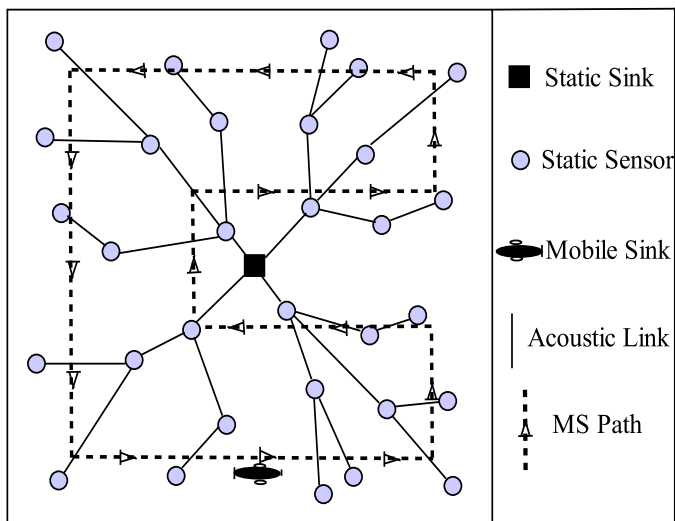 Static Sink
Static Sensor
Mobile Sink
Acoustic Link
MS Path